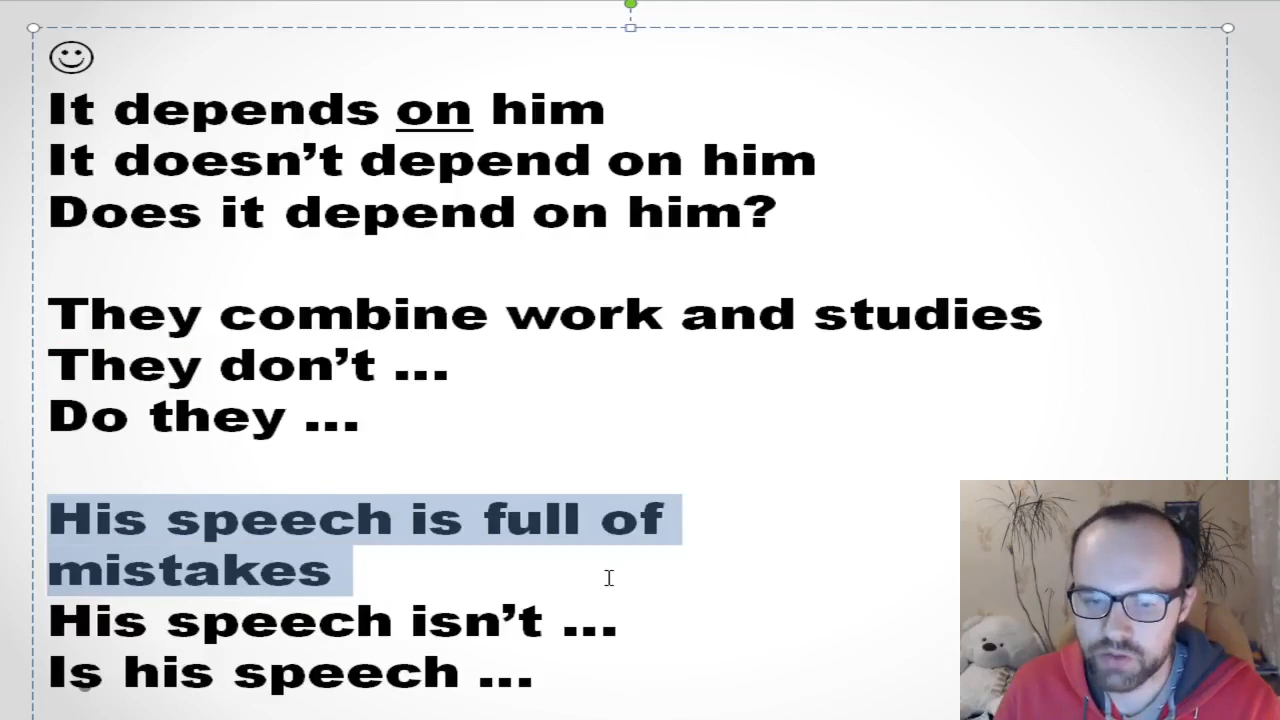 It depends on him
It doesn’t depend on him
Does it depend on him?
They combine work and studies
They don’t ...
Do they ...
His speech is full of
mistakes
His speech isn’t ...
Is his speech ...